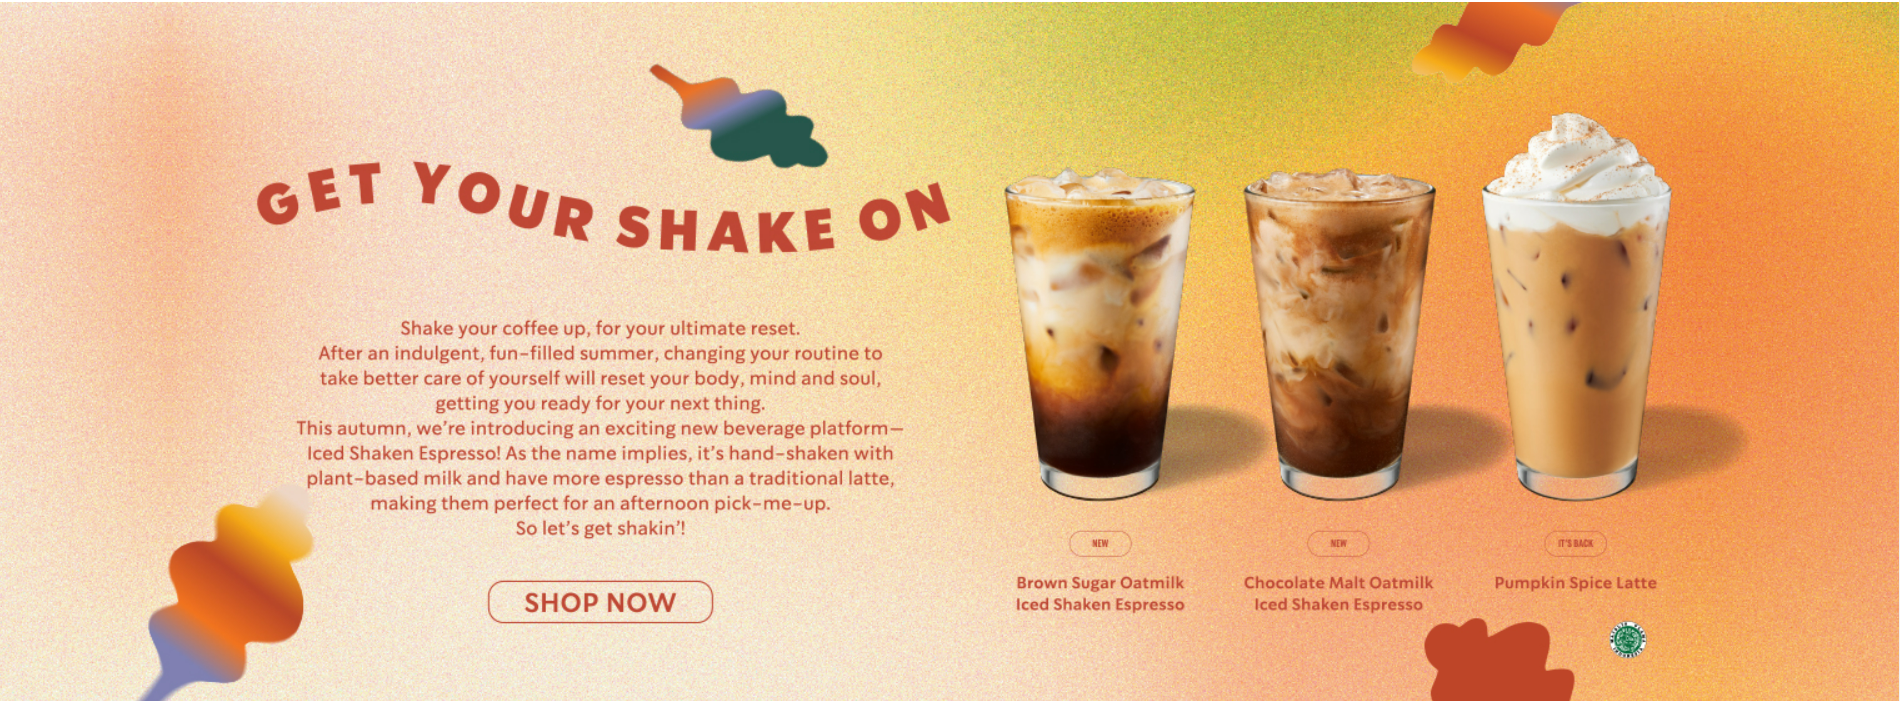 GET YOUR SHAKE ON
Shake your coffee up, for your ultimate reset.
After an indulgent, fun-filled summer, changing your routine to
take better care of yourself will reset your body, mind and soul,
getting you ready for your next thing.
This autumn, we're introducing an exciting new beverage platform—
Iced Shaken Espresso! As the name implies, it's hand-shaken with
plant-based milk and have more espresso than a traditional latte,
making them perfect for an afternoon pick-me-up.
So let's get shakin'!
SHOP NOW
NEW
Brown Sugar Oatmilk
Iced Shaken Espresso
NEW
Chocolate Malt Oatmilk
Iced Shaken Espresso
IT'S BACK
Pumpkin Spice Latte